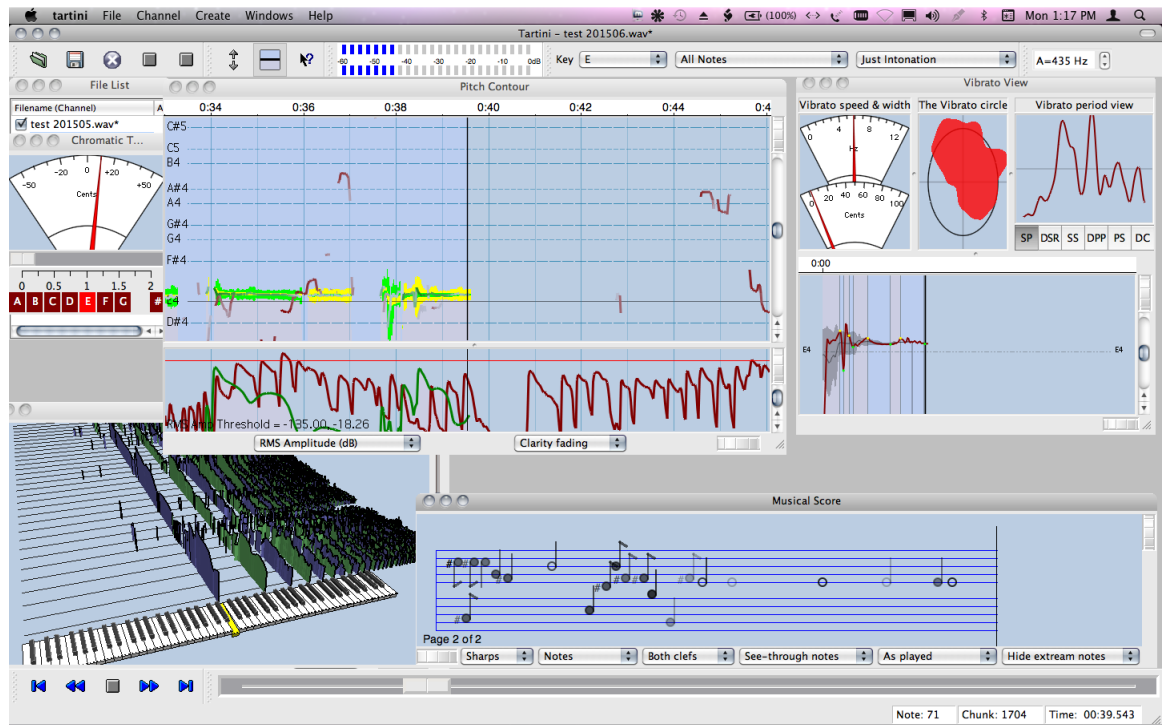 tartini File Channel Create Windows Help (100%) Mon 1:17 PM
Tartini - test 201506.wav*
-60 -50 -40 -30 -20 -10 0dB Key E All Notes Just Intonation A=435 Hz
File List
Filename (Channel) A
test 201505.wav*
Chromatic T...
-50 -20 0 +20 +50
Cents
0 0.5 1 1.5 2
A B C D E F G #
Pitch Contour
0:34 0:36 0:38 0:40 0:42 0:44 0:4
C#5
C5
B4
A#4
A4
G#4
G4
F#4
D#4
RMS Amp Threshold = -135.00, -18.26
RMS Amplitude (dB) Clarity fading
Vibrato View
Vibrato speed & width The Vibrato circle Vibrato period view
0 4 8 12
Hz
0 20 40 60 80 100
Cents
SP DSR SS DPP PS DC
0:00
E4 E4
Musical Score
Page 2 of 2
Sharps Notes Both clefs See-through notes As played Hide extream notes
Note: 71 Chunk: 1704 Time: 00:39.543